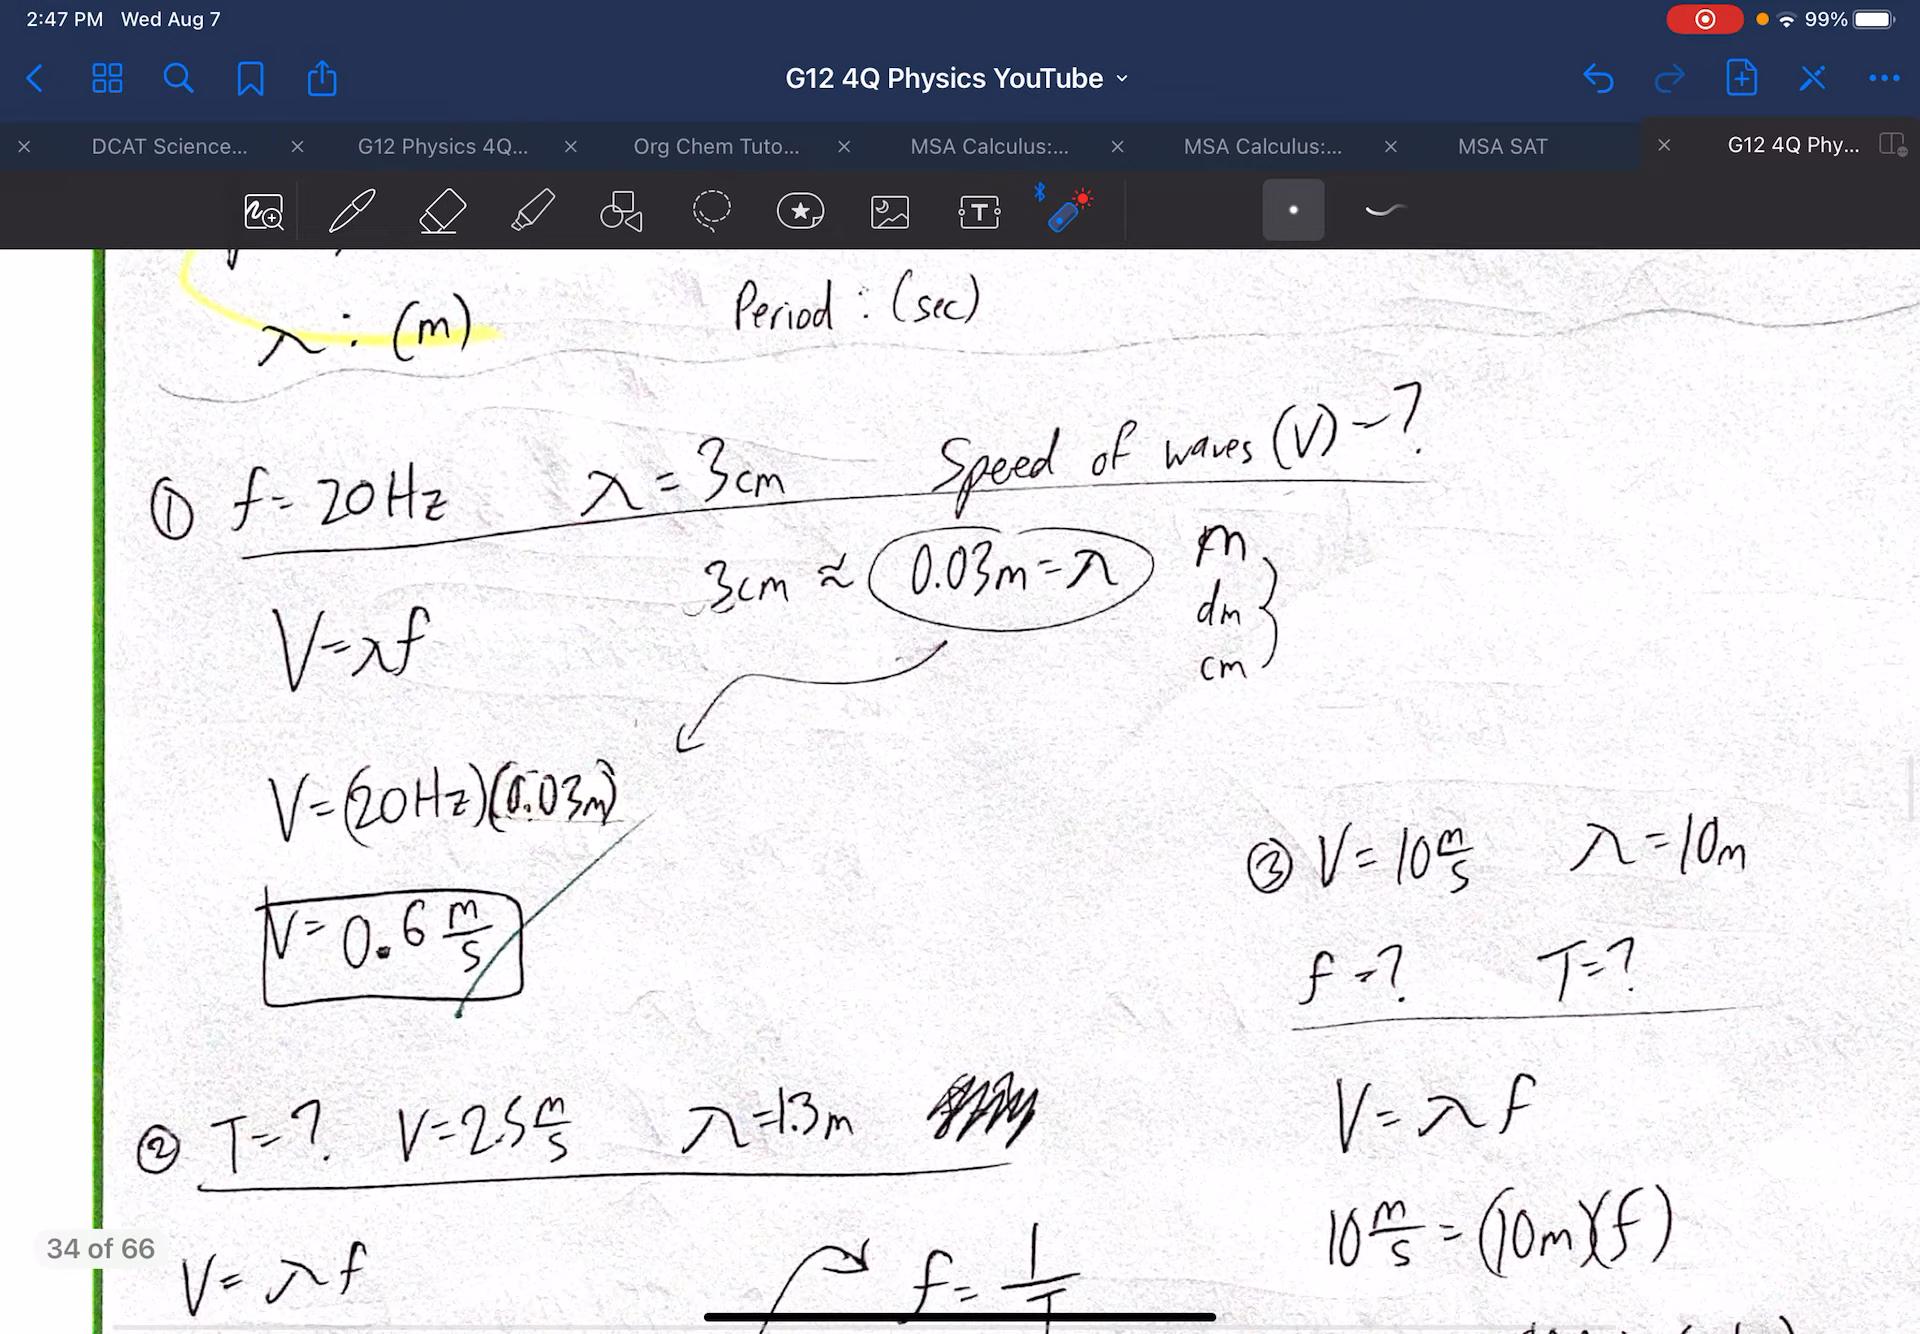 2:47 PM Wed Aug 7
99%
G12 4Q Physics YouTube
DCAT Science...
G12 Physics 4Q...
Org Chem Tuto...
MSA Calculus:...
MSA Calculus:...
MSA SAT
G12 4Q Phy...
λ : (m)
Period : (sec)
① f = 20Hz λ = 3cm Speed of waves (V) - ?
3cm ≈ 0.03m = λ
m
dm
cm
V = λf
V = (20Hz)(0.03m)
V = 0.6 m/s
② T = ? V = 2.5 m/s λ = 1.3m
V = λf
f = 1/T
③ V = 10 m/s λ = 10m
f = ? T = ?
V = λf
10 m/s = (10m)(f)
34 of 66